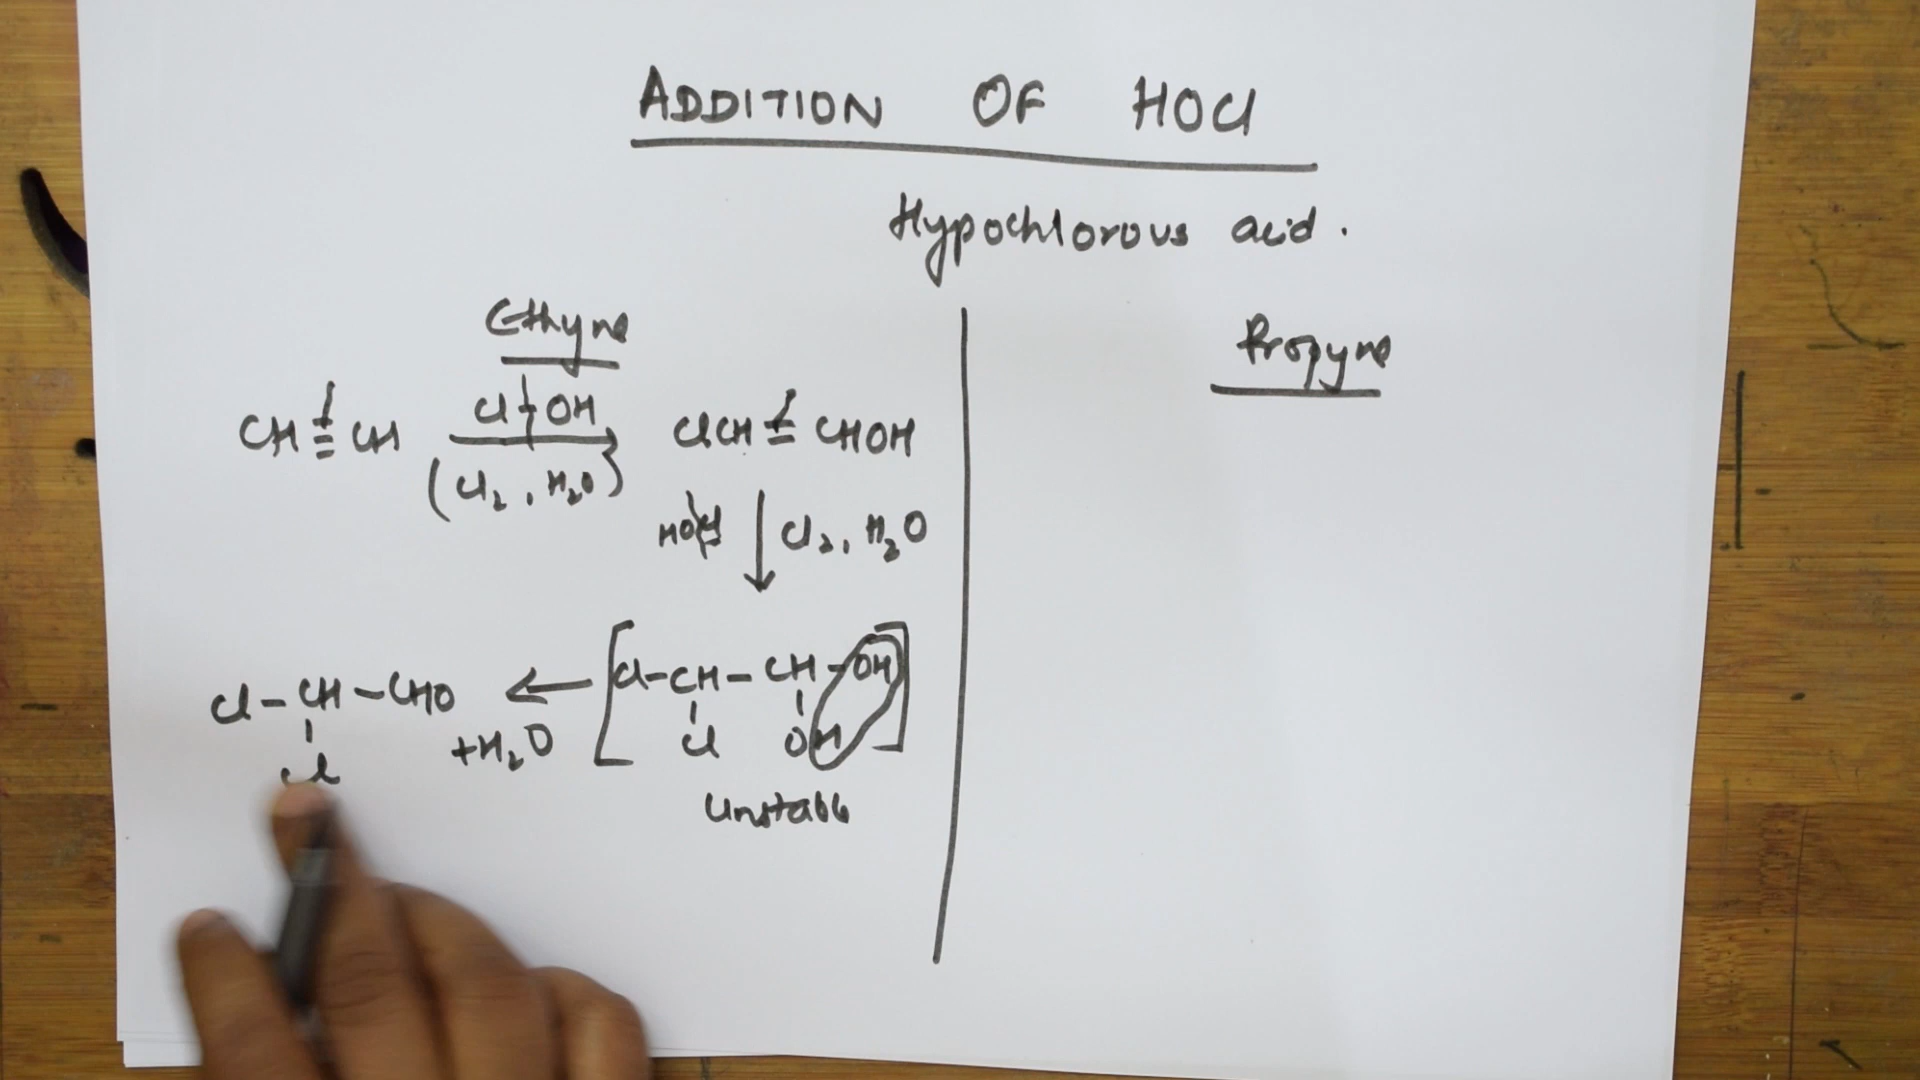 ADDITION OF HOCl
Hypochlorous acid.
Ethyne
CH≡CH
Cl-OH
(Cl₂, H₂O)
ClCH=CHOH
HOCl
Cl₂, H₂O
[Cl-CH-CH-OH]
Cl OH
Unstable
+H₂O
Cl-CH-CHO
Cl
Propyne